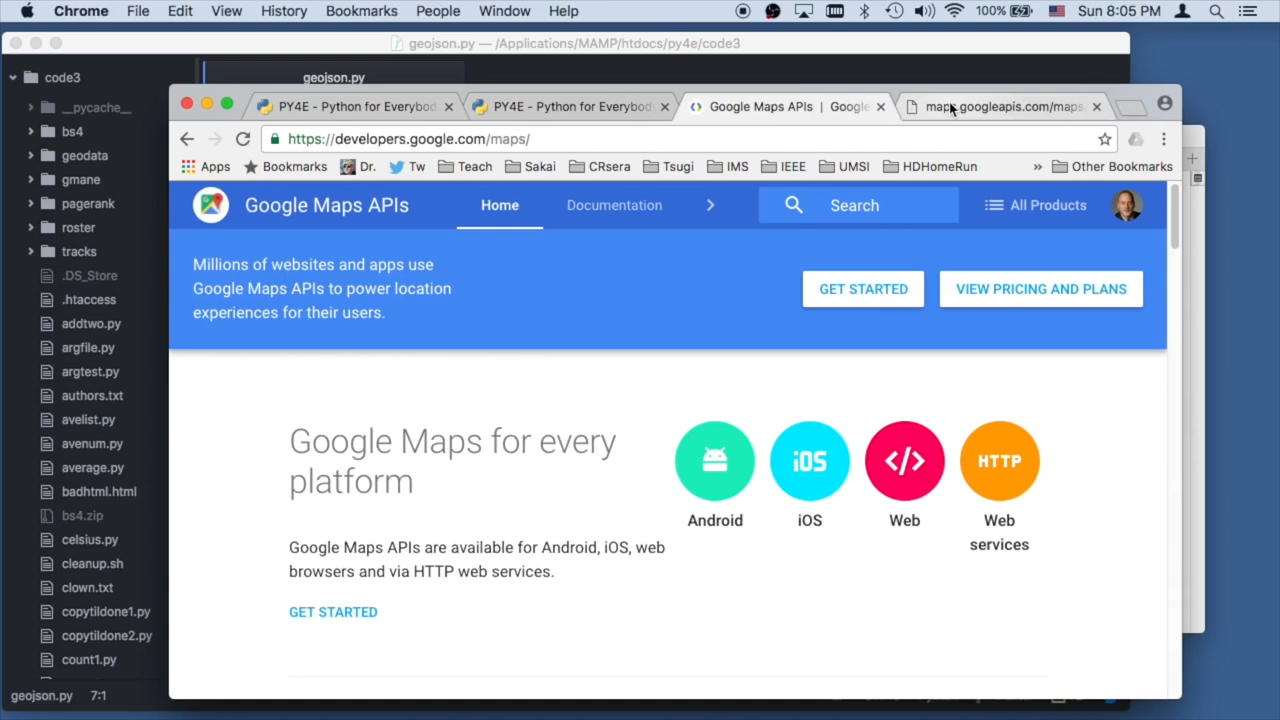 Chrome File Edit View History Bookmarks People Window Help 100% Sun 8:05 PM
geojson.py — /Applications/MAMP/htdocs/py4e/code3
code3
geojson.py
__pycache__
bs4
geodata
gmane
pagerank
roster
tracks
.DS_Store
.htaccess
addtwo.py
argfile.py
argtest.py
authors.txt
avelist.py
avenum.py
average.py
badhtml.html
bs4.zip
celsius.py
cleanup.sh
clown.txt
copytildone1.py
copytildone2.py
count1.py
geojson.py 7:1
PY4E - Python for Everybod PY4E - Python for Everybod Google Maps APIs | Google maps.googleapis.com/maps
https://developers.google.com/maps/
Apps Bookmarks Dr. Tw Teach Sakai CRsera Tsugi IMS IEEE UMSI HDHomeRun » Other Bookmarks
Google Maps APIs Home Documentation Search All Products
Millions of websites and apps use
Google Maps APIs to power location
experiences for their users.
GET STARTED VIEW PRICING AND PLANS
Google Maps for every
platform
iOS </> HTTP
Android iOS Web Web
services
Google Maps APIs are available for Android, iOS, web
browsers and via HTTP web services.
GET STARTED